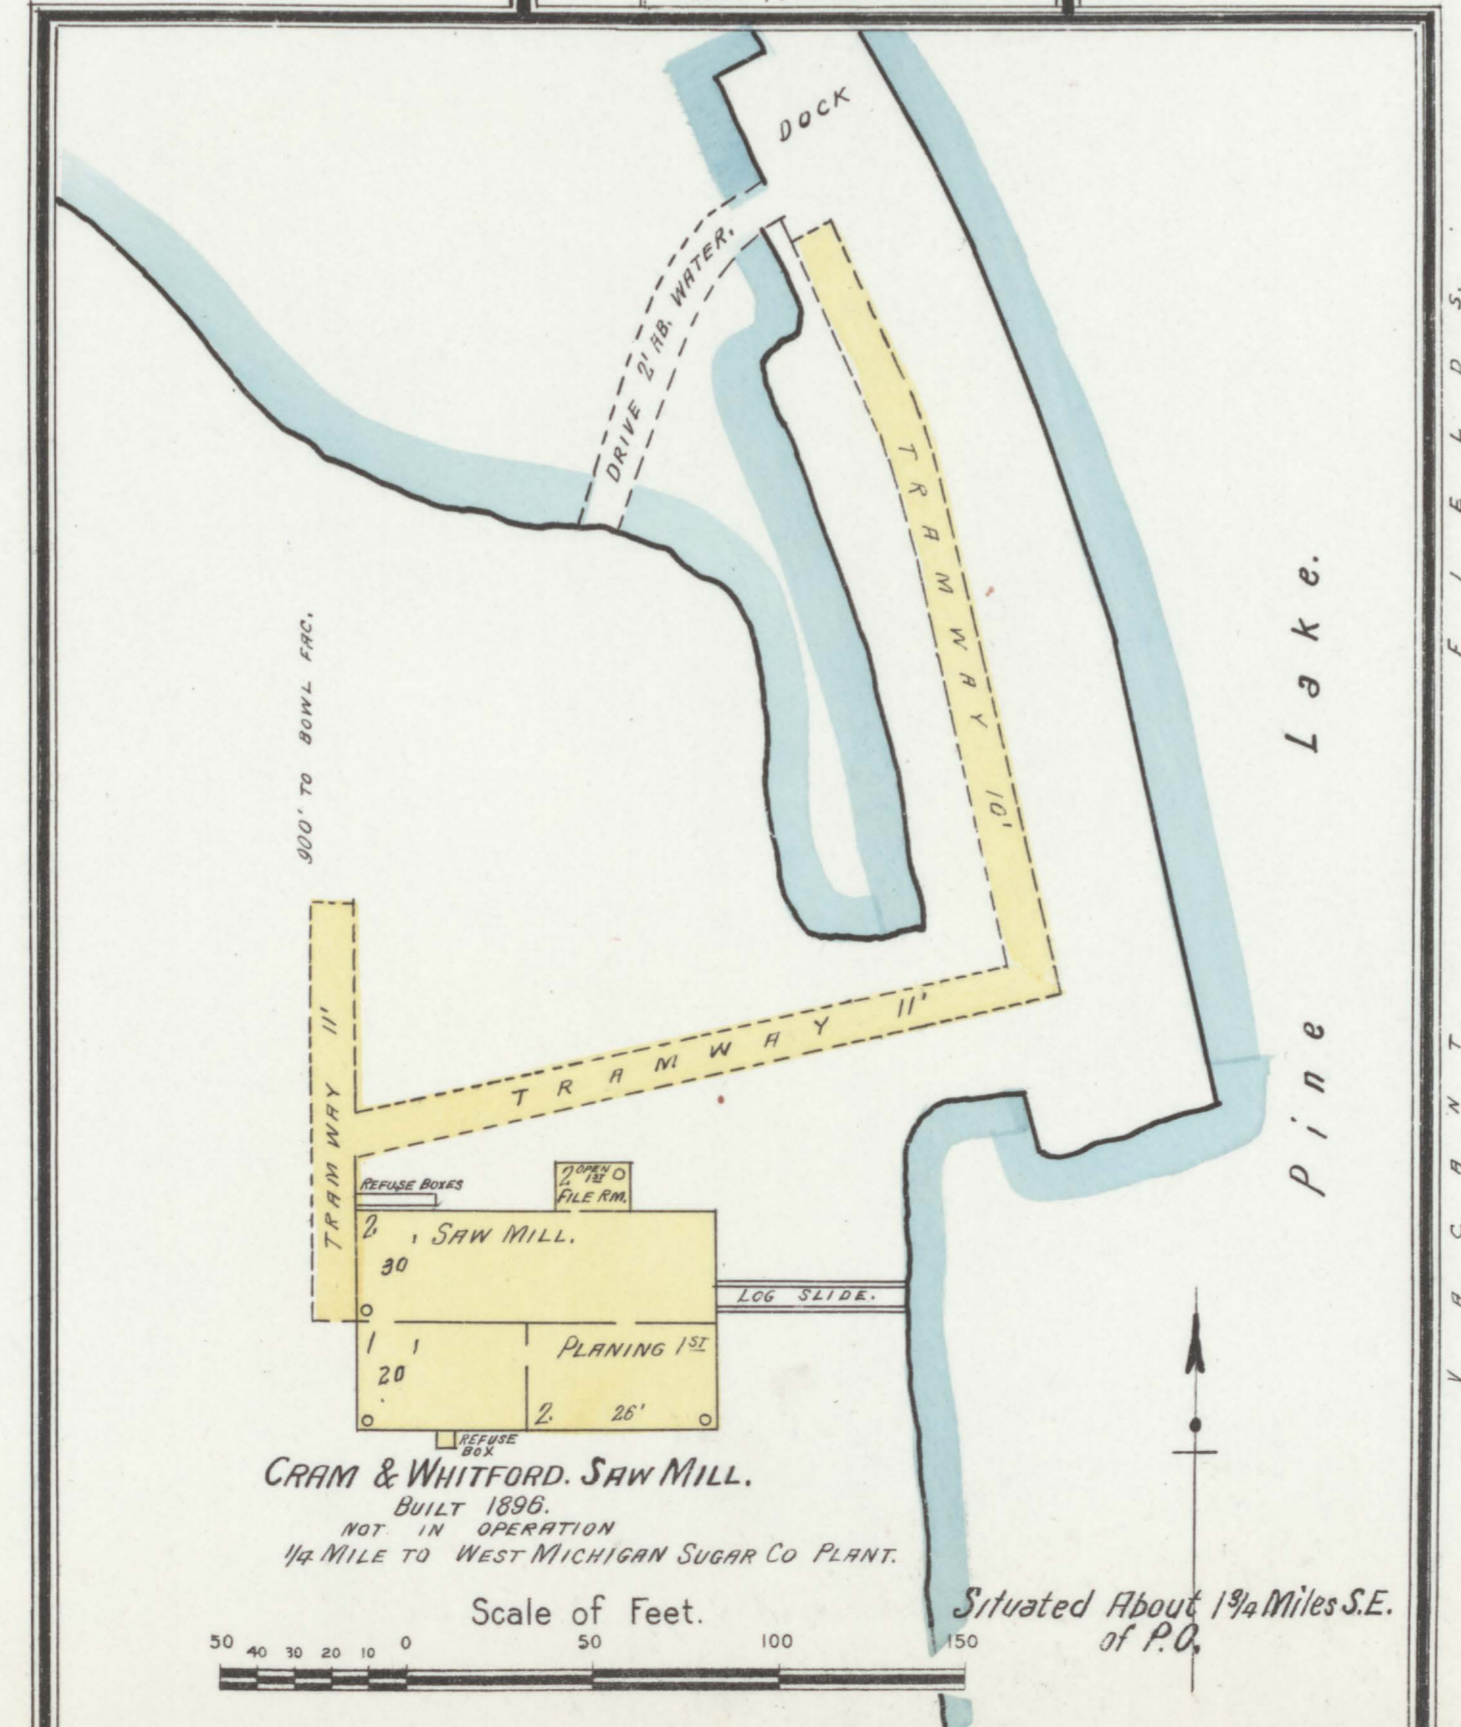 DOCK
DRIVE 2' AB. WATER.
TRAMWAY 10'
Pine Lake.
900' TO BOWL FAC.
TRAMWAY 11'
TRAMWAY 11'
REFUSE BOXES
2 OPEN 1ST
FILE RM.
2. SAW MILL.
30'
LOG SLIDE.
1
20'
PLANING 1ST
2. 26'
REFUSE
BOX
CRAM & WHITFORD. SAW MILL.
BUILT 1896.
NOT IN OPERATION
1/4 MILE TO WEST MICHIGAN SUGAR CO PLANT.
Scale of Feet.
50 40 30 20 10 0 50 100 150
Situated About 1 3/4 Miles S.E.
of P.O.
VACANT FIELDS.